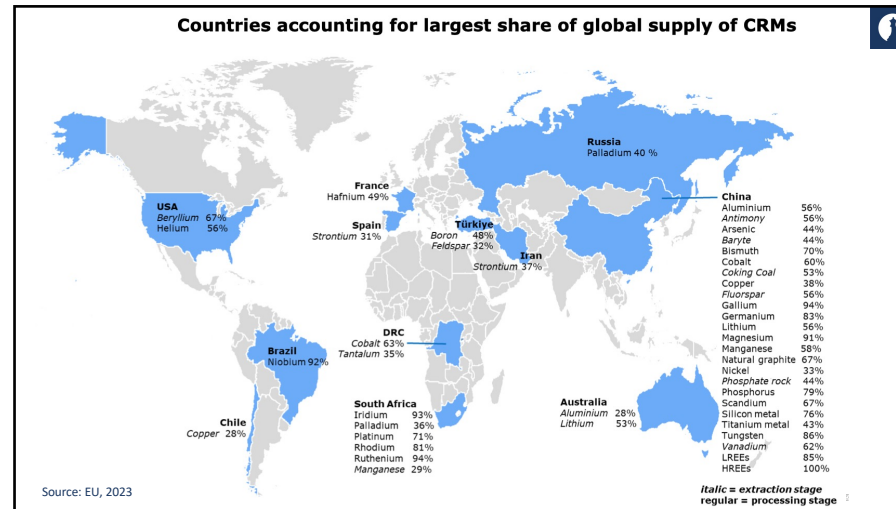 Countries accounting for largest share of global supply of CRMs
Russia
Palladium 40 %
France
Hafnium 49%
USA
Beryllium 67%
Helium 56%
Spain
Strontium 31%
Türkiye
Boron 48%
Feldspar 32%
Iran
Strontium 37%
China
Aluminium 56%
Antimony 56%
Arsenic 44%
Baryte 44%
Bismuth 70%
Cobalt 60%
Coking Coal 53%
Copper 38%
Fluorspar 56%
Gallium 94%
Germanium 83%
Lithium 56%
Magnesium 91%
Manganese 58%
Natural graphite 67%
Nickel 33%
Phosphate rock 44%
Phosphorus 79%
Scandium 67%
Silicon metal 76%
Titanium metal 43%
Tungsten 86%
Vanadium 62%
LREEs 85%
HREEs 100%
DRC
Cobalt 63%
Tantalum 35%
Brazil
Niobium 92%
Chile
Copper 28%
South Africa
Iridium 93%
Palladium 36%
Platinum 71%
Rhodium 81%
Ruthenium 94%
Manganese 29%
Australia
Aluminium 28%
Lithium 53%
Source: EU, 2023
italic = extraction stage
regular = processing stage